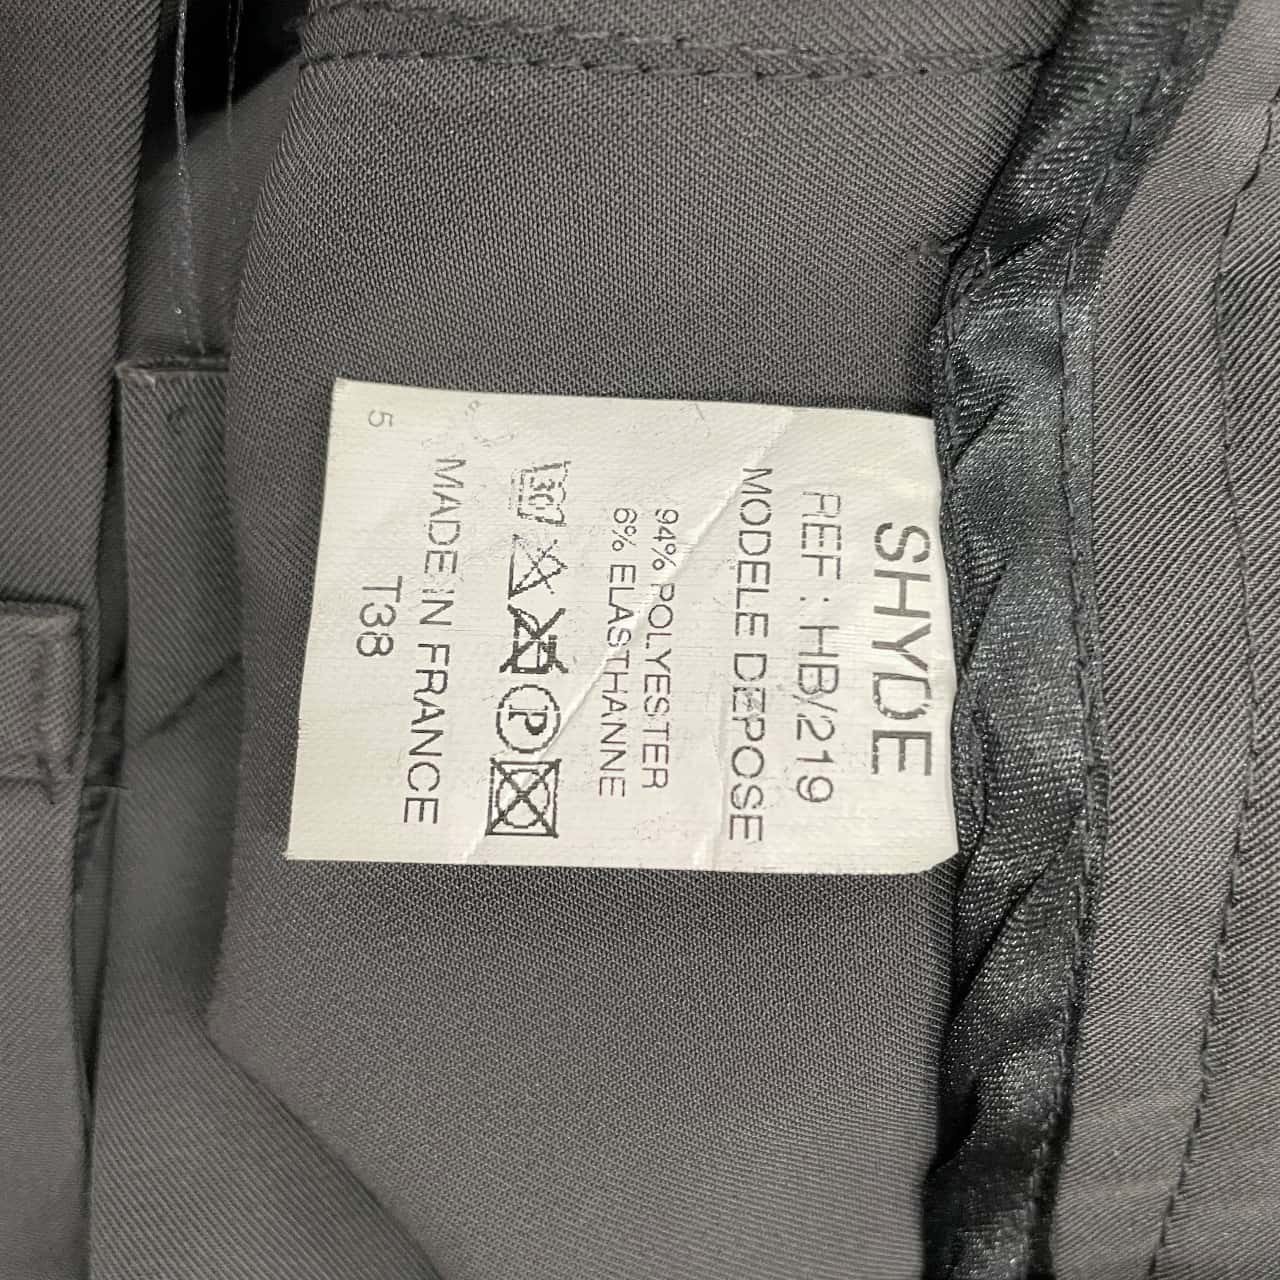 SHYDE
REF : HB/219
MODELE DEPOSE
94% POLYESTER
6% ELASTHANNE
30
P
MADE IN FRANCE
T38
5